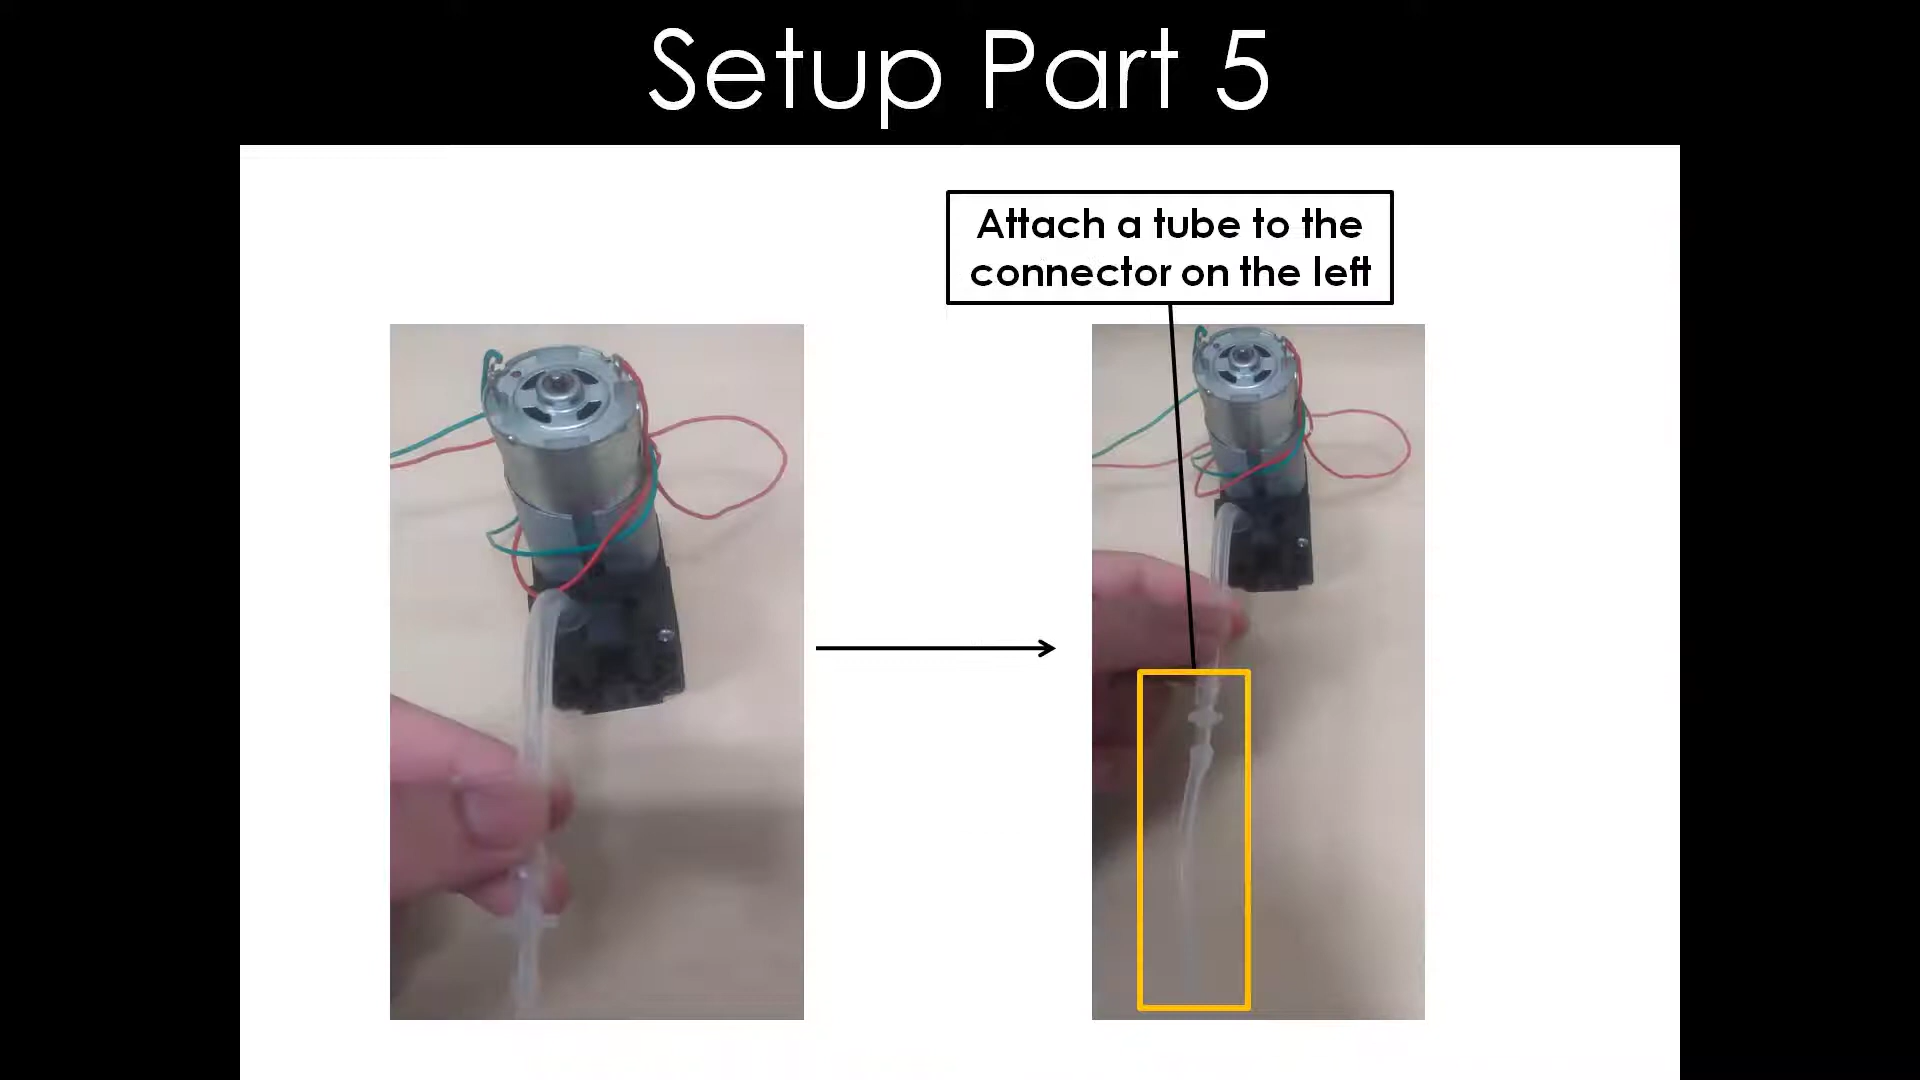 Setup Part 5
Attach a tube to the
connector on the left